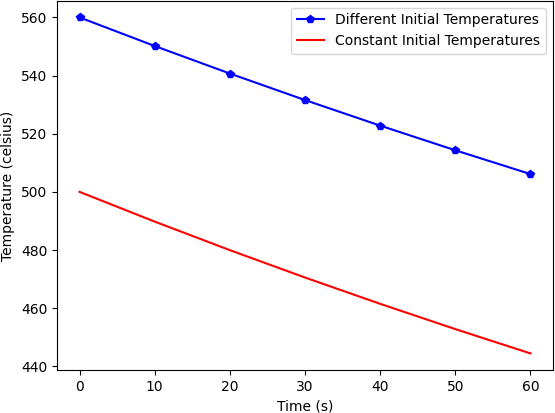 Different Initial Temperatures
Constant Initial Temperatures
Temperature (celsius)
560
540
520
500
480
460
440
0 10 20 30 40 50 60
Time (s)